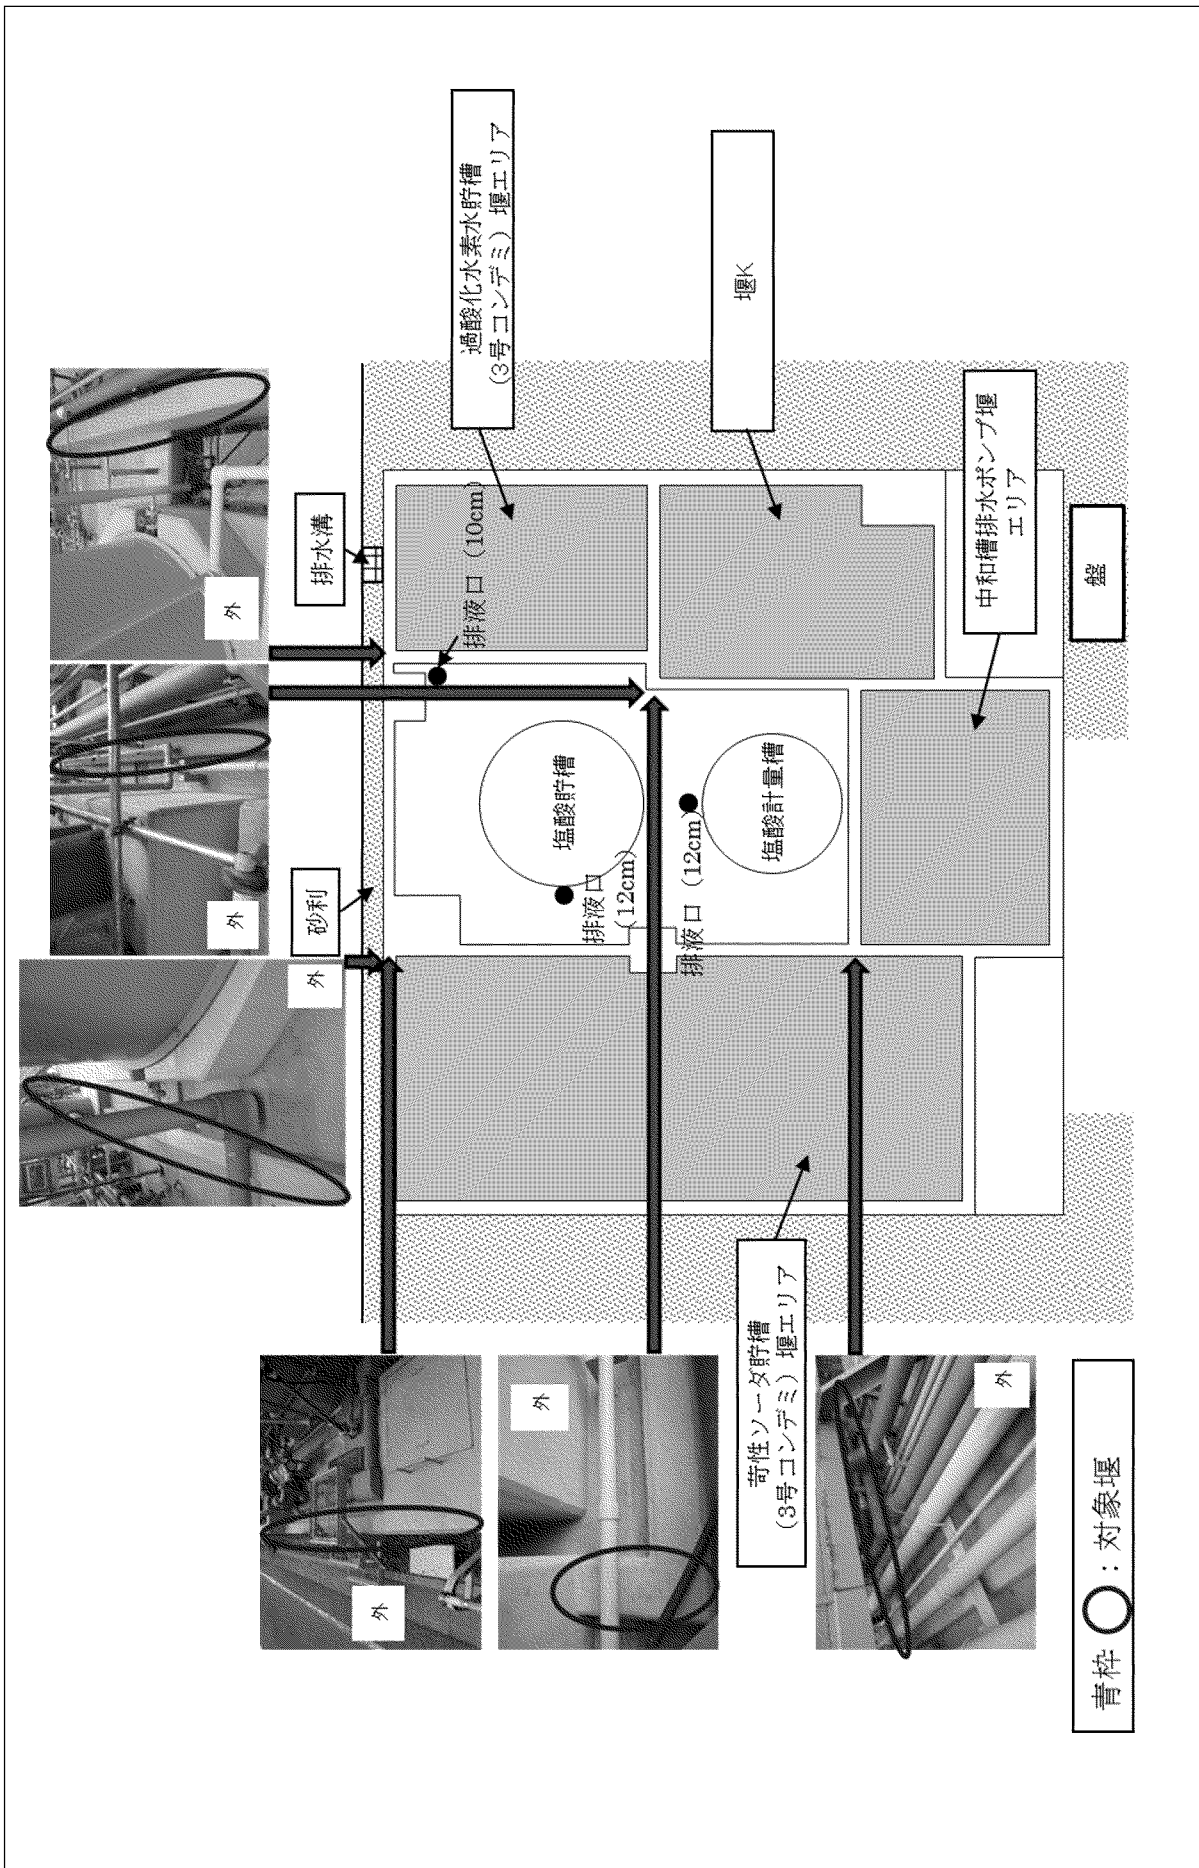 外
外
外
外
外
外
砂利
排水溝
排液口（10cm）
過酸化水素水貯槽
(3号コンデミ）堰エリア
塩酸貯槽
排液口
(12cm)
排液口（12cm）
塩酸計量槽
堰K
苛性ソーダ貯槽
(3号コンデミ）堰エリア
中和槽排水ポンプ堰
エリア
盤
青枠 ：対象堰